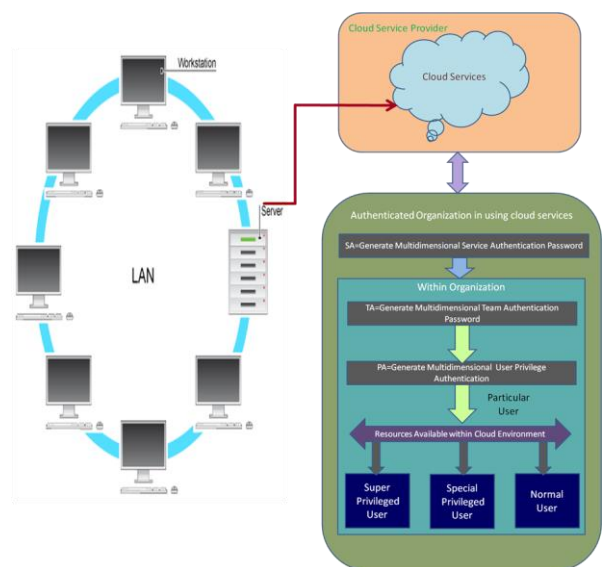 Workstation
Server
LAN
Cloud Service Provider
Cloud Services
Authenticated Organization in using cloud services
SA=Generate Multidimensional Service Authentication Password
Within Organization
TA=Generate Multidimensional Team Authentication
Password
PA=Generate Multidimensional User Privilege
Authentication
Particular
User
Resources Available within Cloud Environment
Super
Privileged
User
Special
Privileged
User
Normal
User